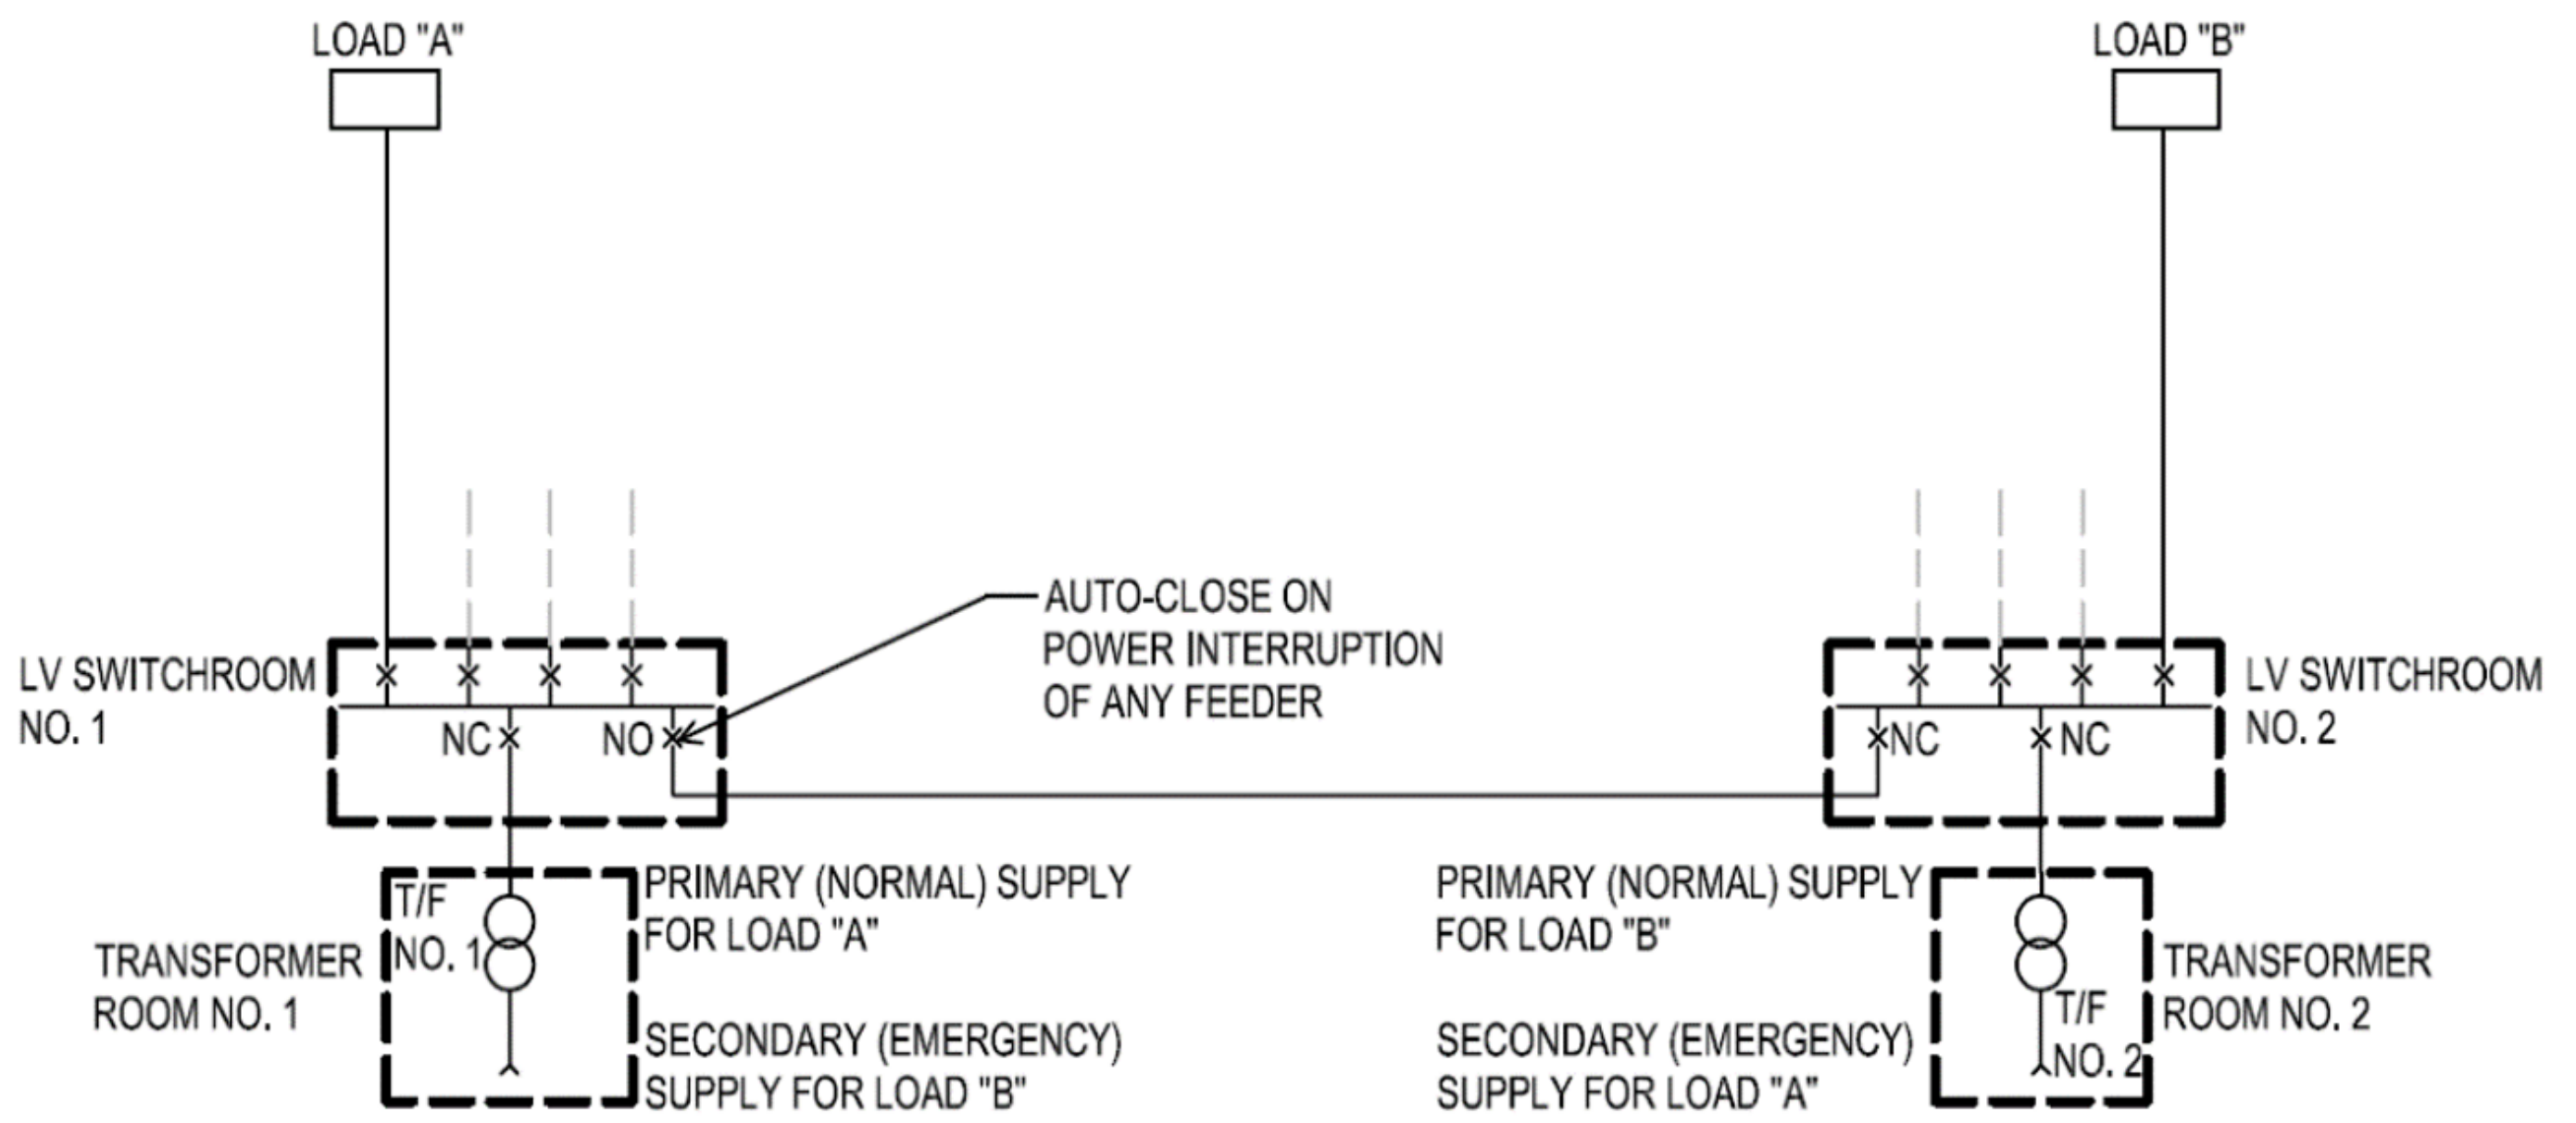 LOAD "A"
LOAD "B"
AUTO-CLOSE ON
POWER INTERRUPTION
OF ANY FEEDER
LV SWITCHROOM
NO. 1
NC
NO
NC
NC
LV SWITCHROOM
NO. 2
T/F
NO. 1
TRANSFORMER
ROOM NO. 1
PRIMARY (NORMAL) SUPPLY
FOR LOAD "A"
SECONDARY (EMERGENCY)
SUPPLY FOR LOAD "B"
PRIMARY (NORMAL) SUPPLY
FOR LOAD "B"
SECONDARY (EMERGENCY)
SUPPLY FOR LOAD "A"
T/F
NO. 2
TRANSFORMER
ROOM NO. 2